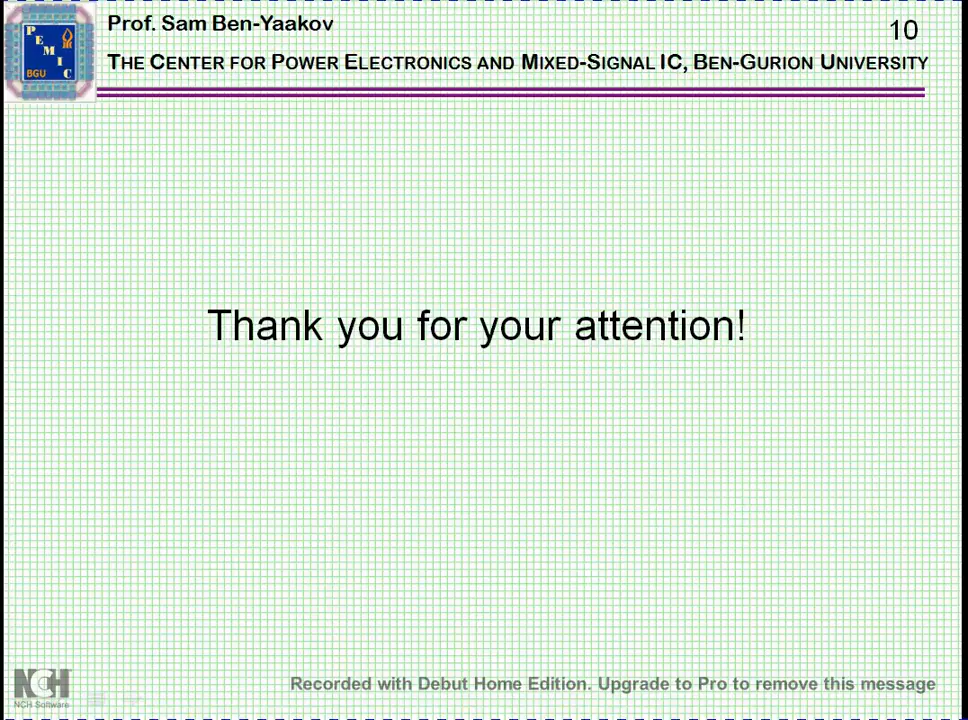 Prof. Sam Ben-Yaakov
10
THE CENTER FOR POWER ELECTRONICS AND MIXED-SIGNAL IC, BEN-GURION UNIVERSITY
P
E
M
I
C
BGU
Thank you for your attention!
NCH
NCH Software
Recorded with Debut Home Edition. Upgrade to Pro to remove this message